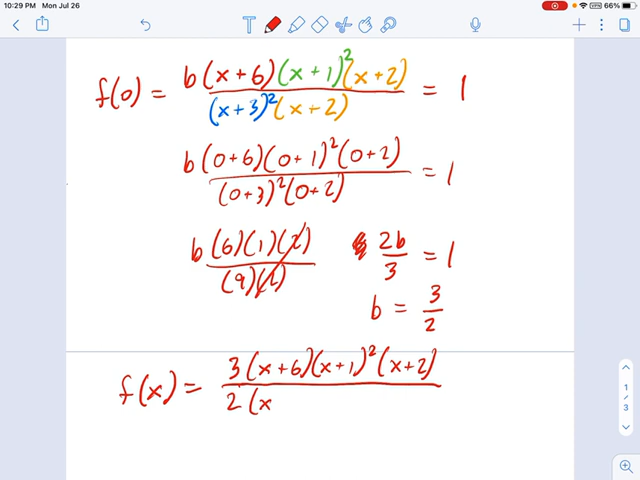 10:29 PM Mon Jul 26 66%
f(0) = b(x+6)(x+1)²(x+2) / (x+3)²(x+2) = 1
b(0+6)(0+1)²(0+2) / (0+3)²(0+2) = 1
b(6)(1)(2) / (9)(2) 2b/3 = 1
b = 3/2
f(x) = 3(x+6)(x+1)²(x+2) / 2(x
1/3